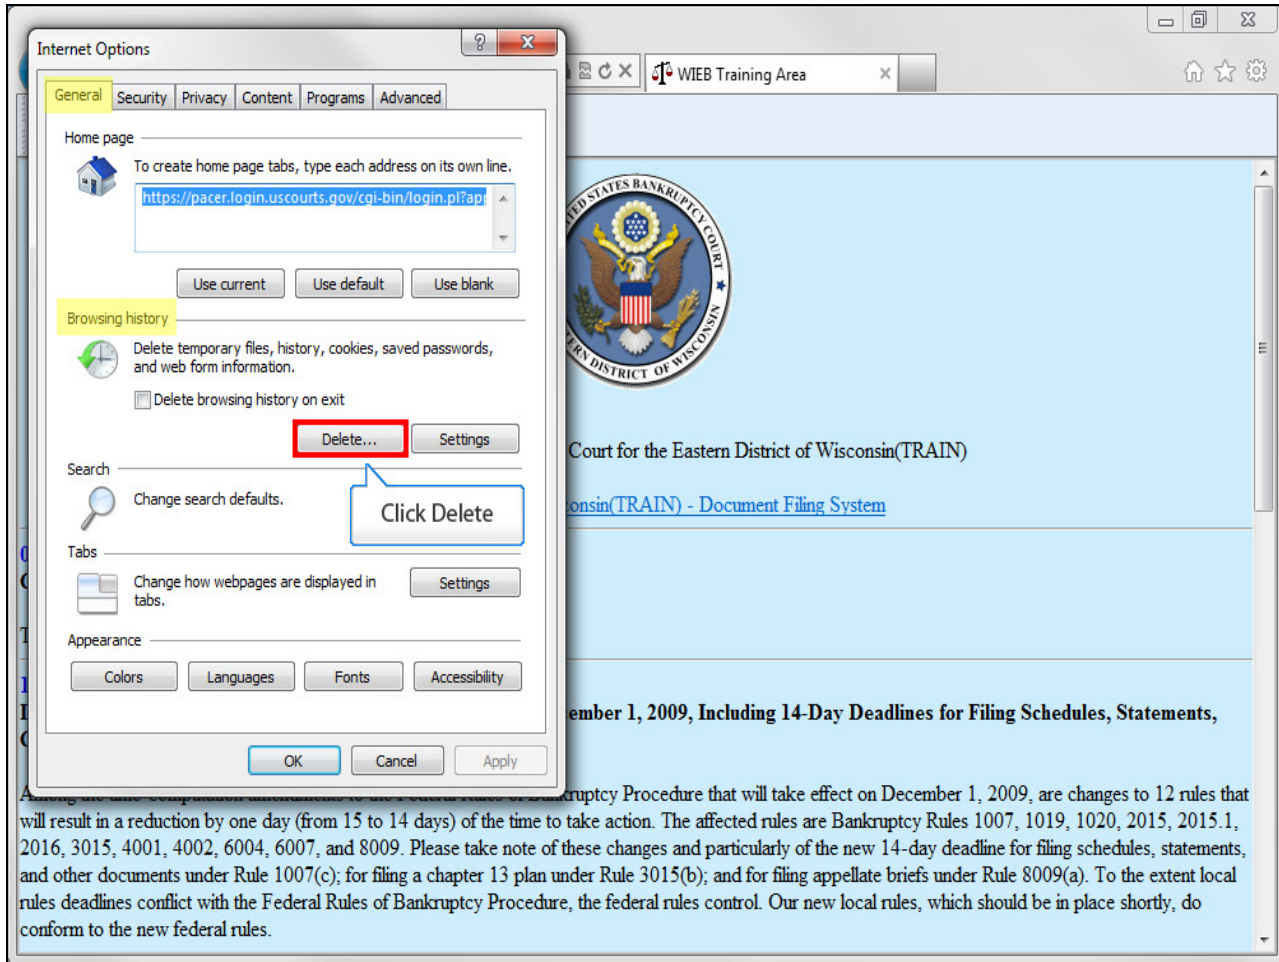 Internet Options
WIEB Training Area
General Security Privacy Content Programs Advanced
Home page
To create home page tabs, type each address on its own line.
https://pacer.login.uscourts.gov/cgi-bin/login.pl?app
Use current Use default Use blank
Browsing history
Delete temporary files, history, cookies, saved passwords,
and web form information.
Delete browsing history on exit
Delete... Settings
Search
Change search defaults.
Click Delete
Tabs
Change how webpages are displayed in
tabs.
Settings
Appearance
Colors Languages Fonts Accessibility
OK Cancel Apply
STATES BANKRUPTCY COURT
DISTRICT OF WISCONSIN
Court for the Eastern District of Wisconsin(TRAIN)
consin(TRAIN) - Document Filing System
ember 1, 2009, Including 14-Day Deadlines for Filing Schedules, Statements,
Procedure that will take effect on December 1, 2009, are changes to 12 rules that
will result in a reduction by one day (from 15 to 14 days) of the time to take action. The affected rules are Bankruptcy Rules 1007, 1019, 1020, 2015, 2015.1,
2016, 3015, 4001, 4002, 6004, 6007, and 8009. Please take note of these changes and particularly of the new 14-day deadline for filing schedules, statements,
and other documents under Rule 1007(c); for filing a chapter 13 plan under Rule 3015(b); and for filing appellate briefs under Rule 8009(a). To the extent local
rules deadlines conflict with the Federal Rules of Bankruptcy Procedure, the federal rules control. Our new local rules, which should be in place shortly, do
conform to the new federal rules.